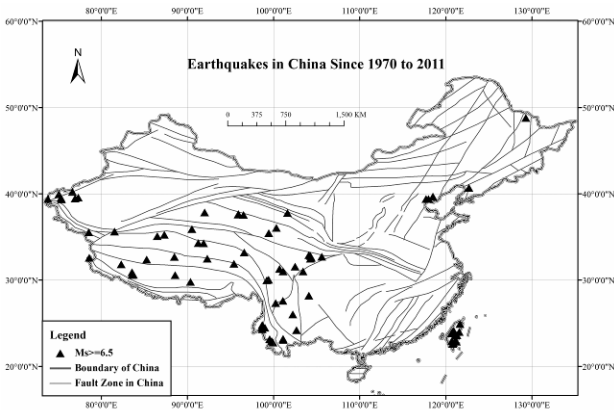 80°0'0"E 90°0'0"E 100°0'0"E 110°0'0"E 120°0'0"E 130°0'0"E
60°0'0"N 60°0'0"N
N
Earthquakes in China Since 1970 to 2011
0 375 750 1,500 KM
50°0'0"N 50°0'0"N
40°0'0"N 40°0'0"N
30°0'0"N 30°0'0"N
Legend
Ms>=6.5
Boundary of China
Fault Zone in China
20°0'0"N 20°0'0"N
80°0'0"E 90°0'0"E 100°0'0"E 110°0'0"E 120°0'0"E 130°0'0"E